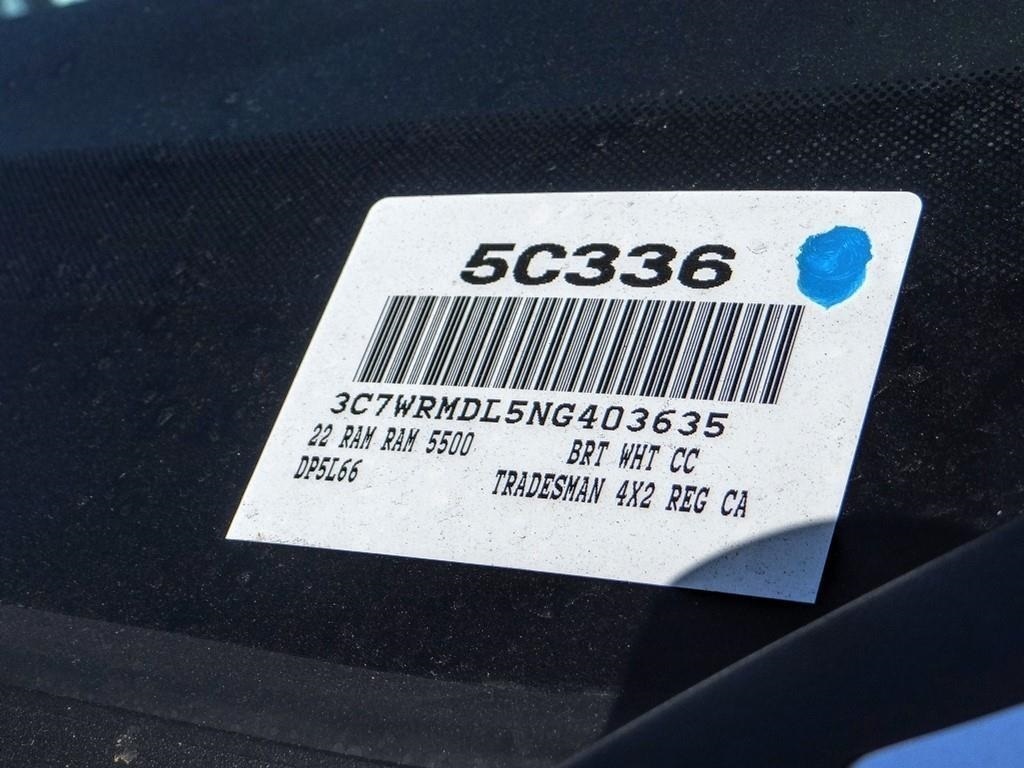 5C336
3C7WRMDL5NG403635
22 RAM RAM 5500 BRT WHT CC
DP5L66 TRADESMAN 4X2 REG CA